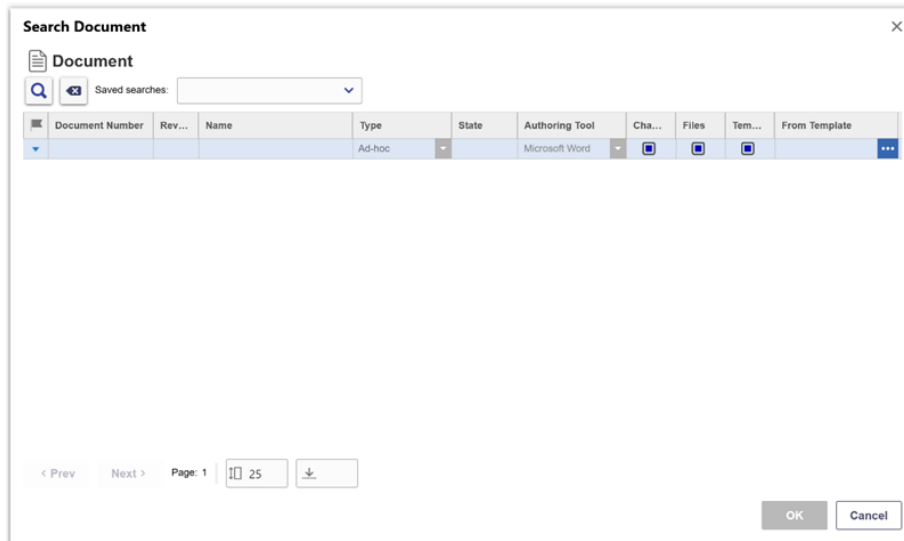 Search Document
Document
Saved searches:
Document Number Rev... Name Type State Authoring Tool Cha... Files Tem... From Template
Ad-hoc Microsoft Word
< Prev Next > Page: 1 25
OK Cancel